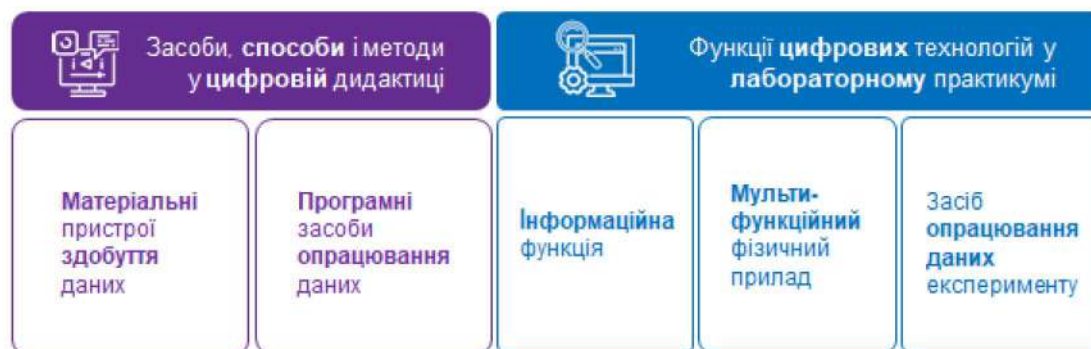 Засоби, способи і методи
у цифровій дидактиці
Функції цифрових технологій у
лабораторному практикумі
Матеріальні
пристрої
здобуття
даних
Програмні
засоби
опрацювання
даних
Інформаційна
функція
Мульти-
функційний
фізичний
прилад
Засіб
опрацювання
даних
експерименту